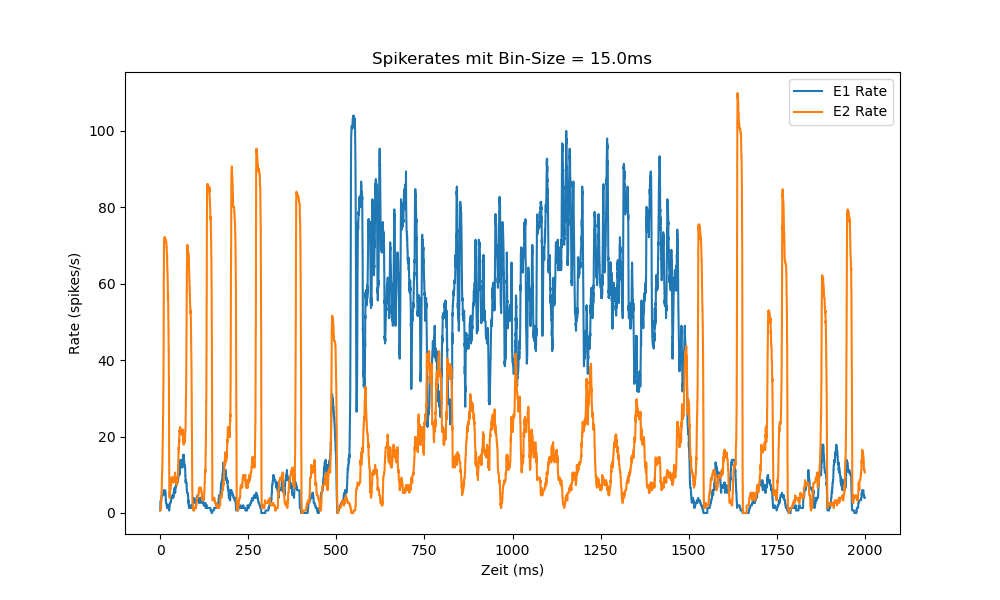 Spikerates mit Bin-Size = 15.0ms
E1 Rate
E2 Rate
Rate (spikes/s)
100
80
60
40
20
0
0 250 500 750 1000 1250 1500 1750 2000
Zeit (ms)